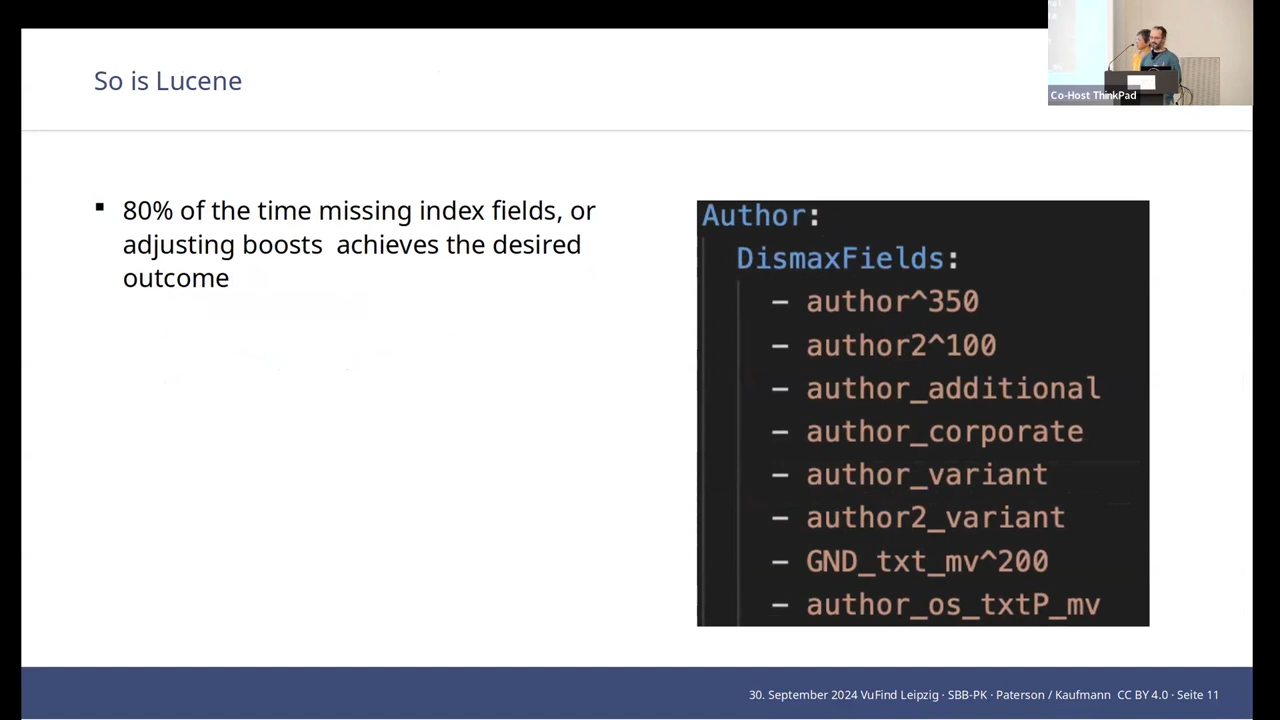 So is Lucene
Co-Host ThinkPad
▪ 80% of the time missing index fields, or
adjusting boosts  achieves the desired
outcome
Author:
DismaxFields:
- author^350
- author2^100
- author_additional
- author_corporate
- author_variant
- author2_variant
- GND_txt_mv^200
- author_os_txtP_mv
30. September 2024 VuFind Leipzig · SBB-PK · Paterson / Kaufmann  CC BY 4.0 · Seite 11